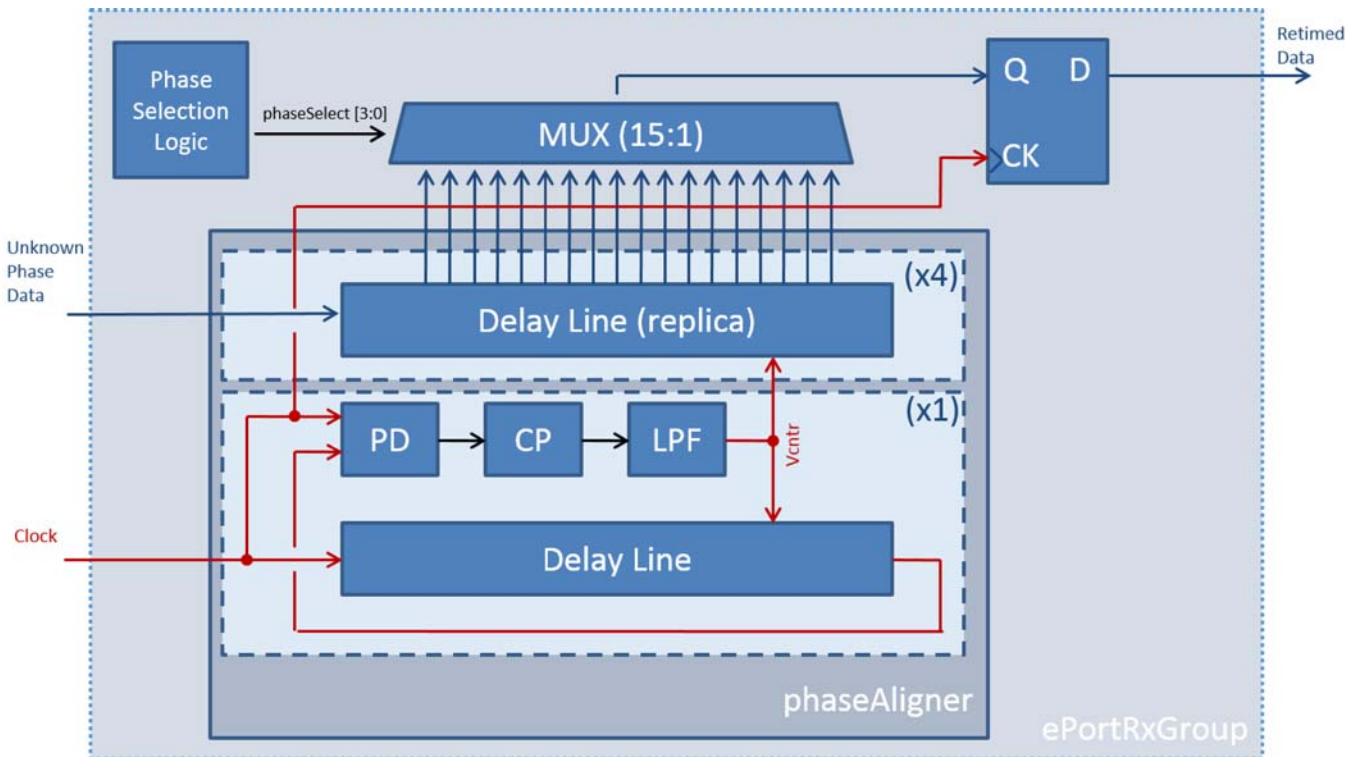 Retimed
Data
Phase
Selection
Logic
phaseSelect [3:0]
MUX (15:1)
Q D
CK
Unknown
Phase
Data
(x4)
Delay Line (replica)
(x1)
PD
CP
LPF
Vcntr
Clock
Delay Line
phaseAligner
ePortRxGroup